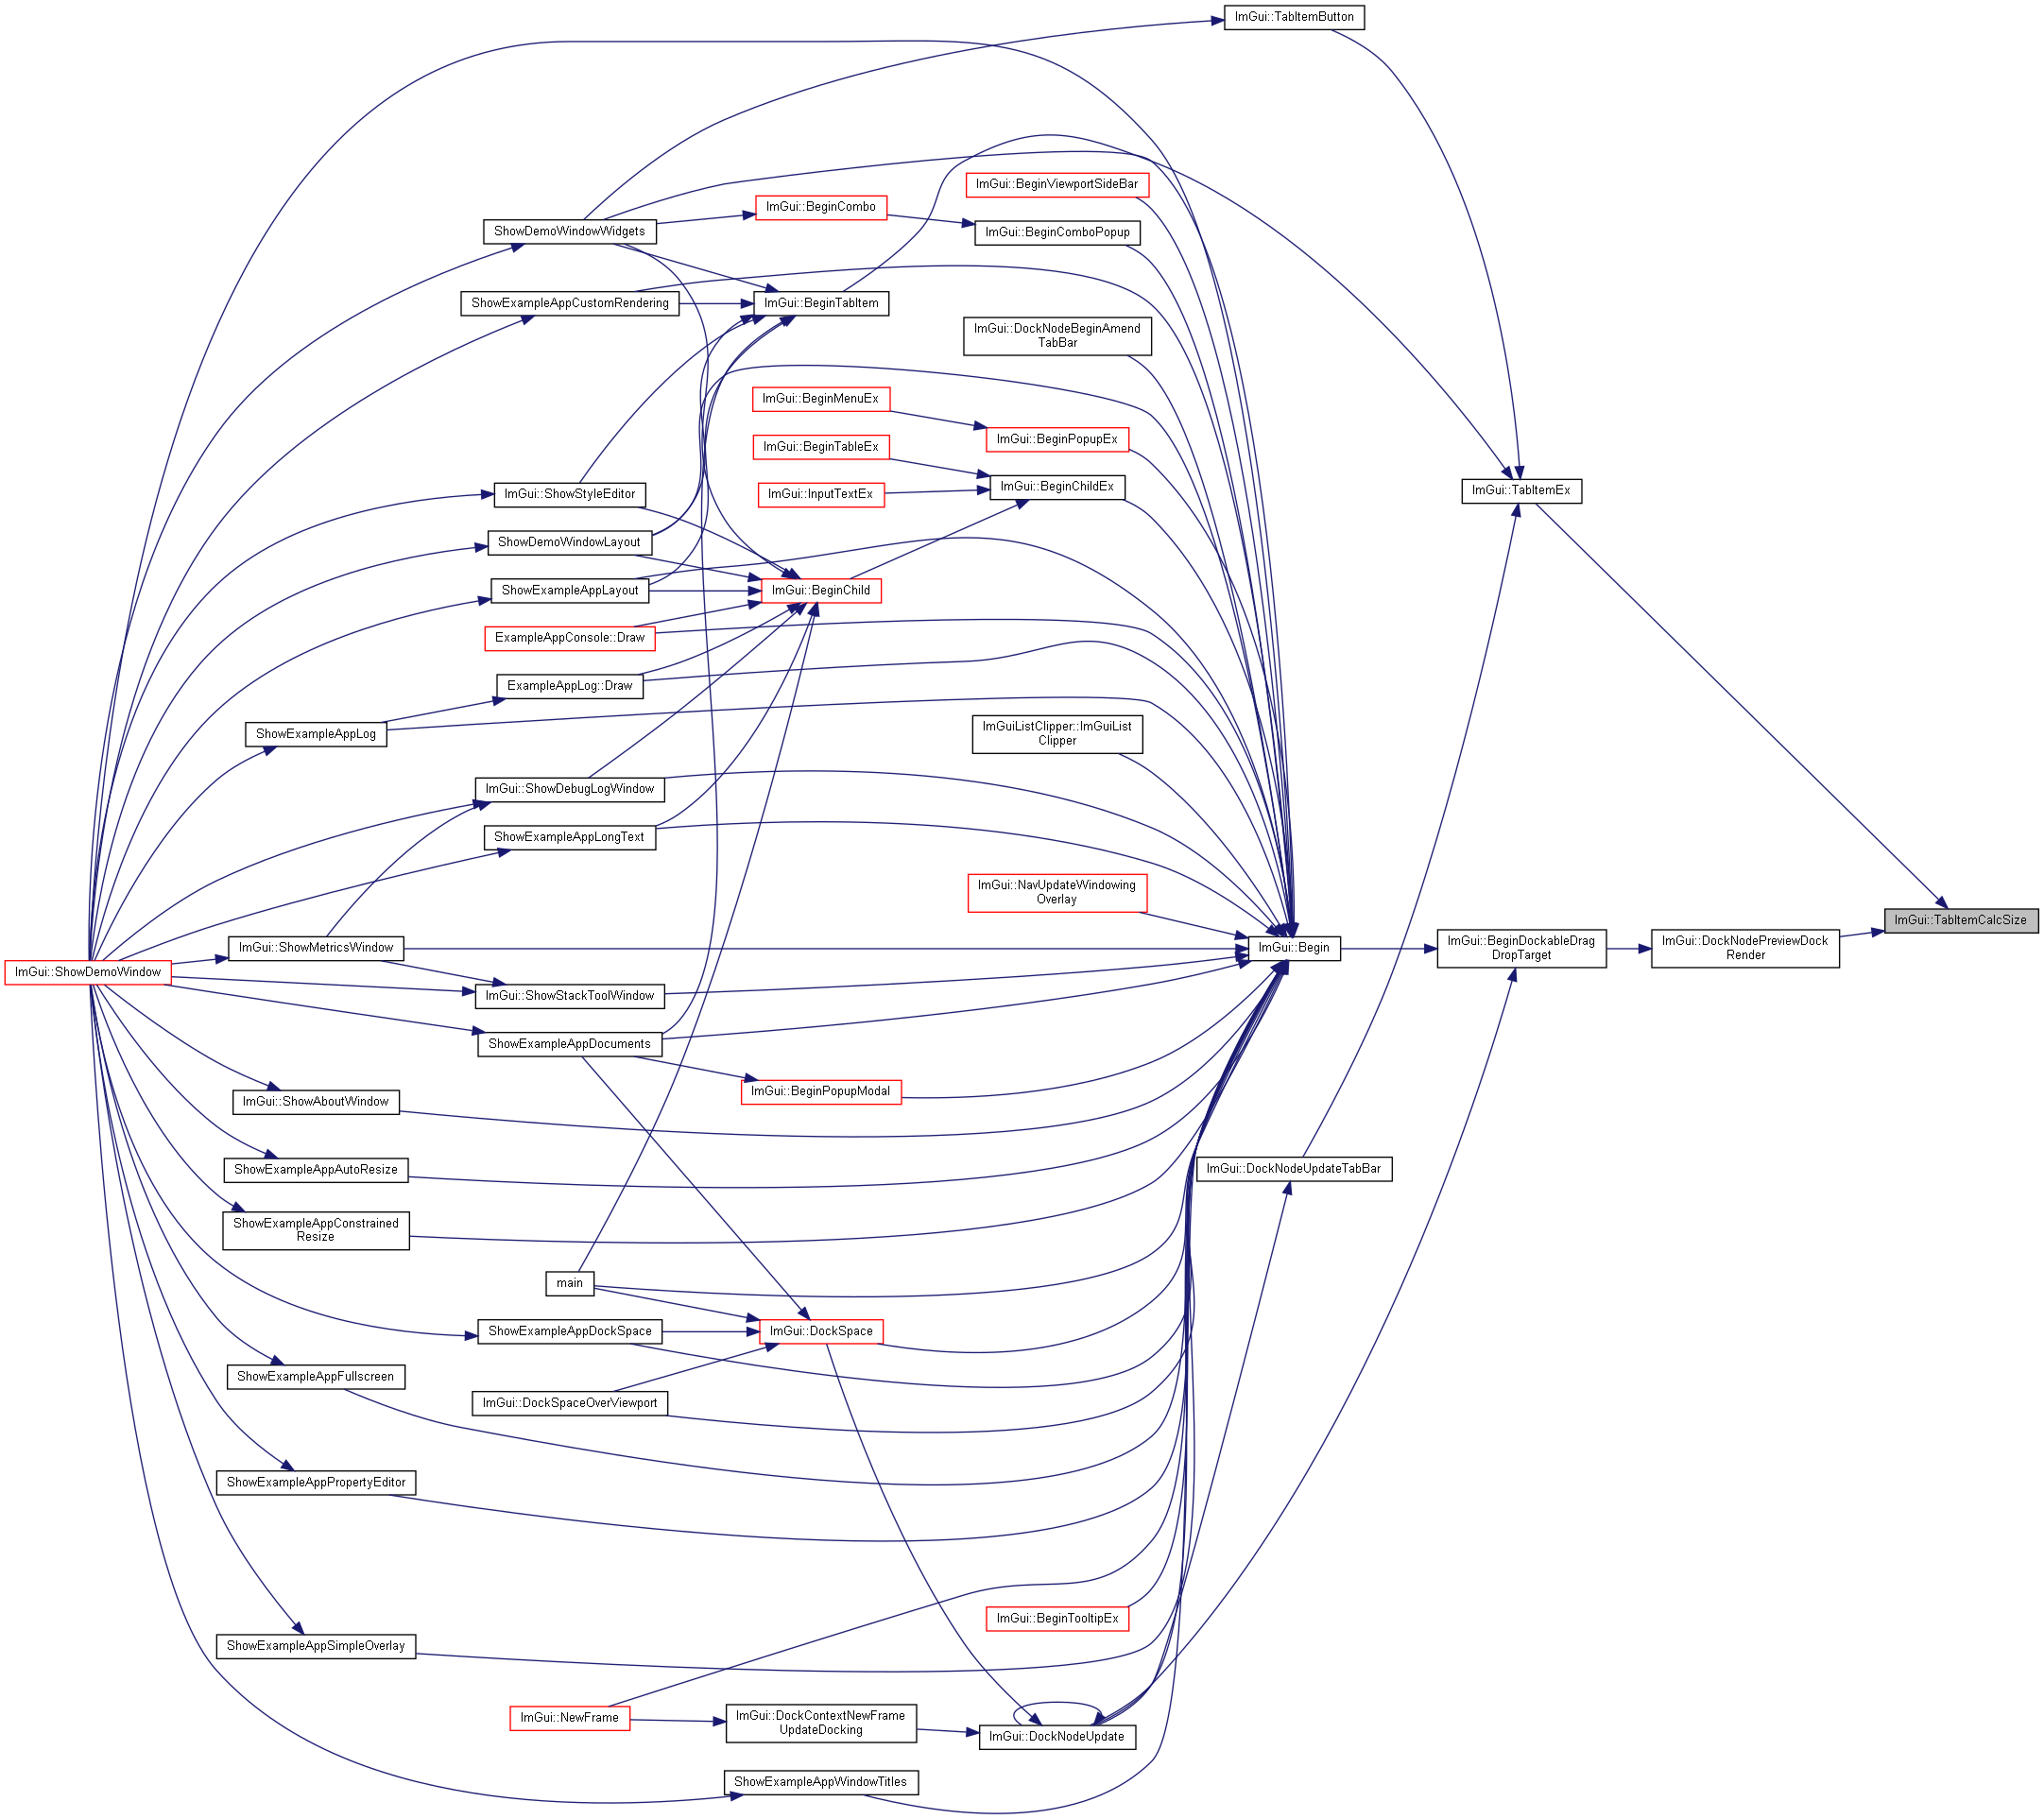 ImGui::TabItemButton
ImGui::BeginViewportSideBar
ImGui::BeginCombo
ShowDemoWindowWidgets
ImGui::BeginComboPopup
ShowExampleAppCustomRendering
ImGui::BeginTabItem
ImGui::DockNodeBeginAmend
TabBar
ImGui::BeginMenuEx
ImGui::BeginPopupEx
ImGui::BeginTableEx
ImGui::InputTextEx
ImGui::BeginChildEx
ImGui::ShowStyleEditor
ImGui::TabItemEx
ShowDemoWindowLayout
ShowExampleAppLayout
ImGui::BeginChild
ExampleAppConsole::Draw
ExampleAppLog::Draw
ShowExampleAppLog
ImGuiListClipper::ImGuiList
Clipper
ImGui::ShowDebugLogWindow
ShowExampleAppLongText
ImGui::NavUpdateWindowing
Overlay
ImGui::TabItemCalcSize
ImGui::ShowMetricsWindow
ImGui::Begin
ImGui::BeginDockableDrag
DropTarget
ImGui::DockNodePreviewDock
Render
ImGui::ShowDemoWindow
ImGui::ShowStackToolWindow
ShowExampleAppDocuments
ImGui::BeginPopupModal
ImGui::ShowAboutWindow
ShowExampleAppAutoResize
ImGui::DockNodeUpdateTabBar
ShowExampleAppConstrained
Resize
main
ShowExampleAppDockSpace
ImGui::DockSpace
ShowExampleAppFullscreen
ImGui::DockSpaceOverViewport
ShowExampleAppPropertyEditor
ImGui::BeginTooltipEx
ShowExampleAppSimpleOverlay
ImGui::NewFrame
ImGui::DockContextNewFrame
UpdateDocking
ImGui::DockNodeUpdate
ShowExampleAppWindowTitles